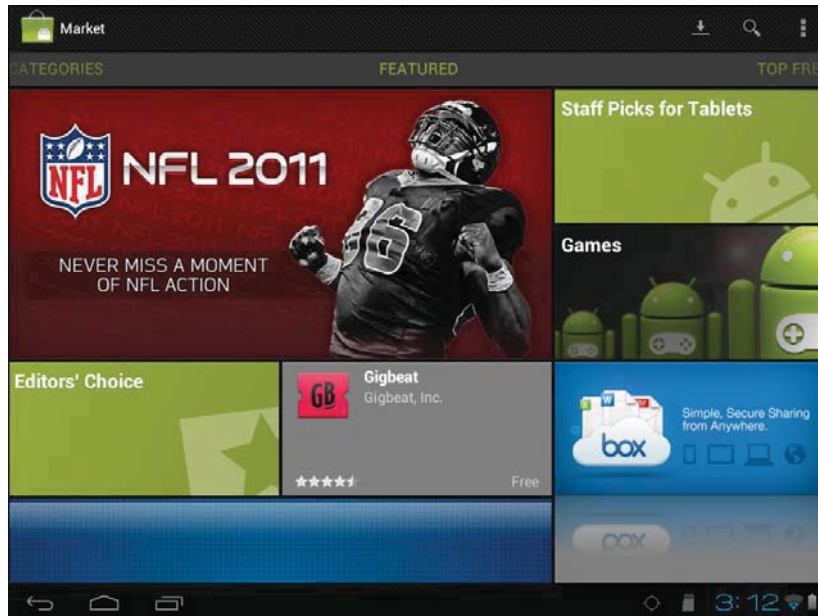 Market
CATEGORIES
FEATURED
TOP FRE
NFL
NFL 2011
NEVER MISS A MOMENT
OF NFL ACTION
86
Staff Picks for Tablets
Games
Editors' Choice
GB
Gigbeat
Gigbeat, Inc.
Free
W
box
Simple, Secure Sharing
from Anywhere.
3:12